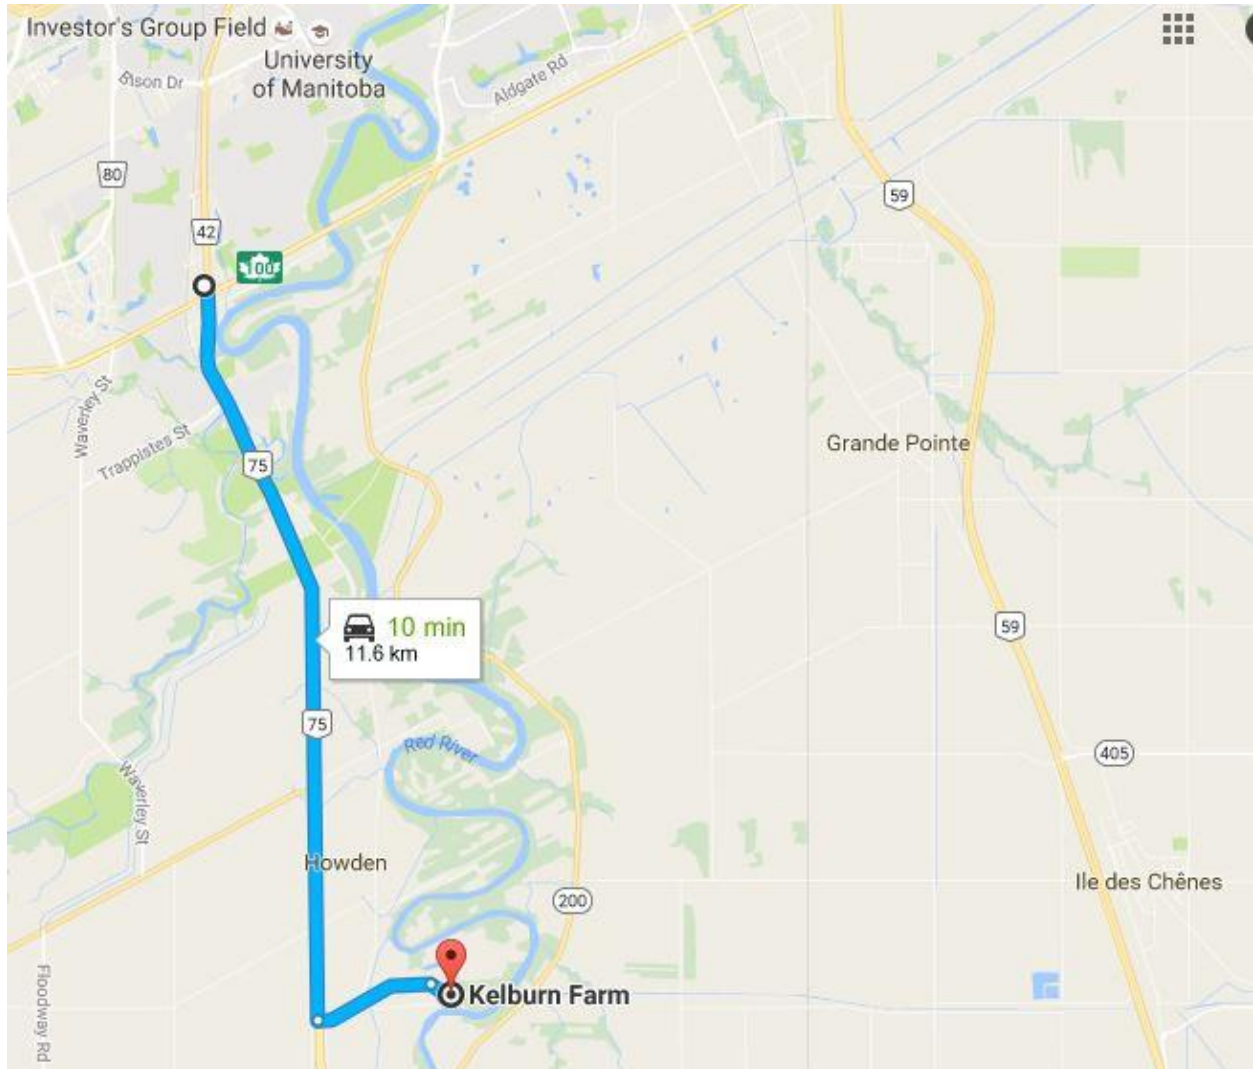 Investor's Group Field
University
of Manitoba
Bison Dr
Aldgate Rd
80
59
42
100
Waverley St
Trappistes St
75
Grande Pointe
10 min
11.6 km
59
75
Red River
405
Waverley St
Howden
Ile des Chênes
200
Floodway Rd
Kelburn Farm